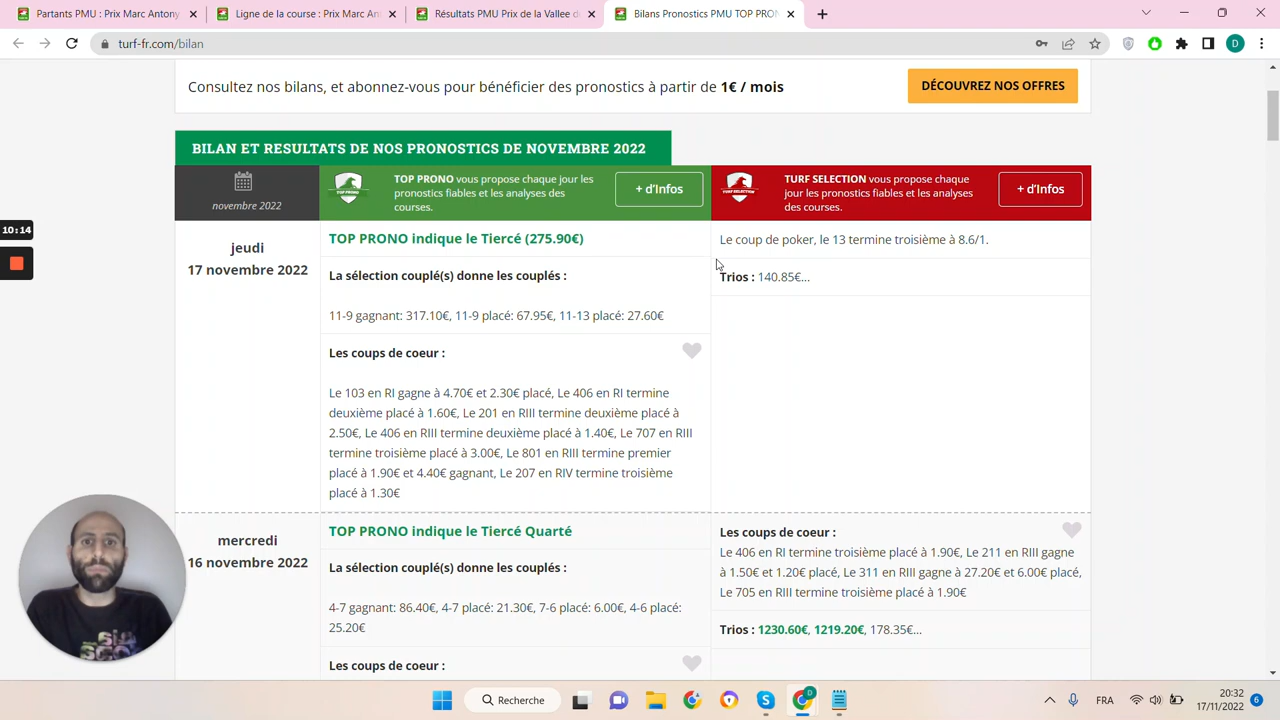 Partants PMU : Prix Marc Antony
Ligne de la course : Prix Marc An
Résultats PMU Prix de la Vallee d
Bilans Pronostics PMU TOP PRON
turf-fr.com/bilan
D
Consultez nos bilans, et abonnez-vous pour bénéficier des pronostics à partir de 1€ / mois
DÉCOUVREZ NOS OFFRES
BILAN ET RESULTATS DE NOS PRONOSTICS DE NOVEMBRE 2022
novembre 2022
TOP PRONO
TOP PRONO vous propose chaque jour les
pronostics fiables et les analyses des
courses.
+ d'Infos
TURF SELECTION
TURF SELECTION vous propose chaque
jour les pronostics fiables et les analyses
des courses.
+ d'Infos
10:14
jeudi
17 novembre 2022
TOP PRONO indique le Tiercé (275.90€)
La sélection couplé(s) donne les couplés :
11-9 gagnant: 317.10€, 11-9 placé: 67.95€, 11-13 placé: 27.60€
Les coups de coeur :
Le 103 en RI gagne à 4.70€ et 2.30€ placé, Le 406 en RI termine
deuxième placé à 1.60€, Le 201 en RIII termine deuxième placé à
2.50€, Le 406 en RIII termine deuxième placé à 1.40€, Le 707 en RIII
termine troisième placé à 3.00€, Le 801 en RIII termine premier
placé à 1.90€ et 4.40€ gagnant, Le 207 en RIV termine troisième
placé à 1.30€
Le coup de poker, le 13 termine troisième à 8.6/1.
Trios : 140.85€...
mercredi
16 novembre 2022
TOP PRONO indique le Tiercé Quarté
La sélection couplé(s) donne les couplés :
4-7 gagnant: 86.40€, 4-7 placé: 21.30€, 7-6 placé: 6.00€, 4-6 placé:
25.20€
Les coups de coeur :
Les coups de coeur :
Le 406 en RI termine troisième placé à 1.90€, Le 211 en RIII gagne
à 1.50€ et 1.20€ placé, Le 311 en RIII gagne à 27.20€ et 6.00€ placé,
Le 705 en RIII termine troisième placé à 1.90€
Trios : 1230.60€, 1219.20€, 178.35€...
Recherche
S
D
FRA
20:32
17/11/2022
6